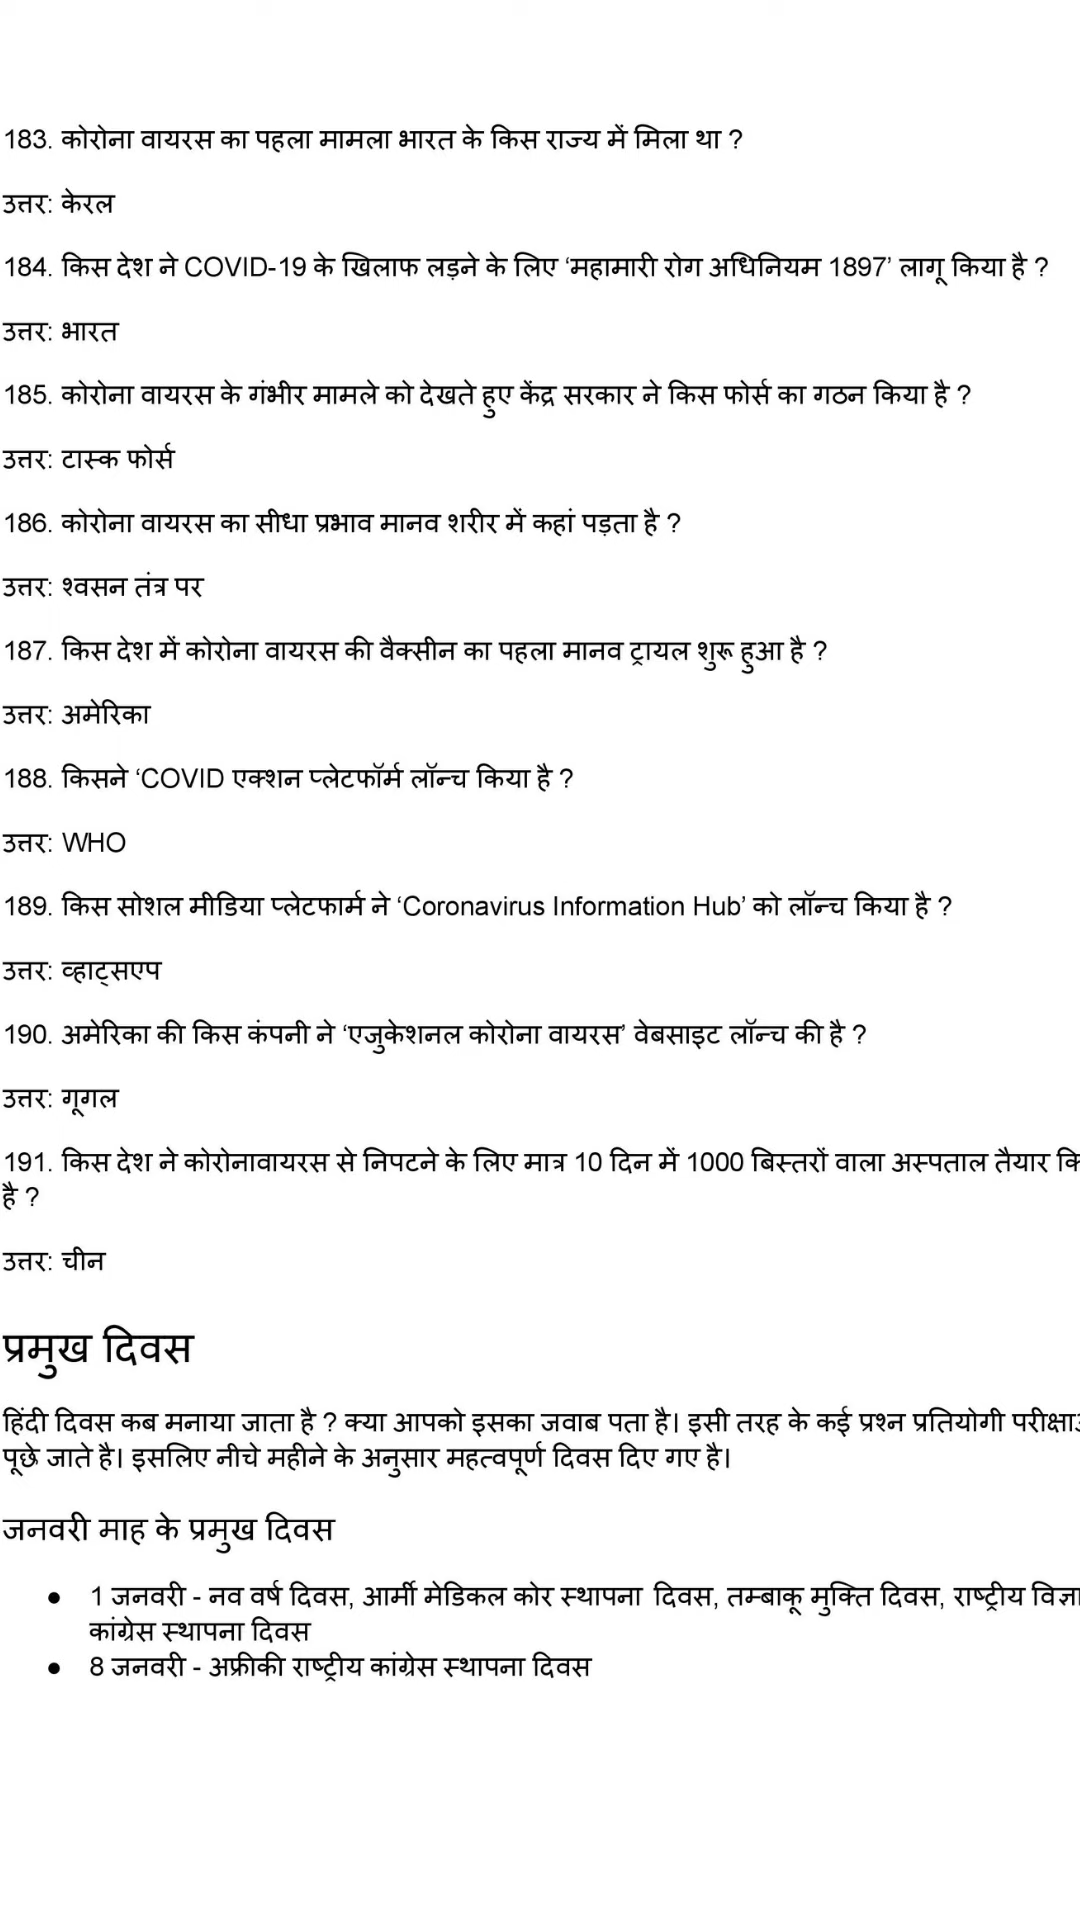 183. कोरोना वायरस का पहला मामला भारत के किस राज्य में मिला था ?
उत्तर: केरल
184. किस देश ने COVID-19 के खिलाफ लड़ने के लिए ‘महामारी रोग अधिनियम 1897’ लागू किया है ?
उत्तर: भारत
185. कोरोना वायरस के गंभीर मामले को देखते हुए केंद्र सरकार ने किस फोर्स का गठन किया है ?
उत्तर: टास्क फोर्स
186. कोरोना वायरस का सीधा प्रभाव मानव शरीर में कहां पड़ता है ?
उत्तर: श्वसन तंत्र पर
187. किस देश में कोरोना वायरस की वैक्सीन का पहला मानव ट्रायल शुरू हुआ है ?
उत्तर: अमेरिका
188. किसने ‘COVID एक्शन प्लेटफॉर्म लॉन्च किया है ?
उत्तर: WHO
189. किस सोशल मीडिया प्लेटफार्म ने ‘Coronavirus Information Hub’ को लॉन्च किया है ?
उत्तर: व्हाट्सएप
190. अमेरिका की किस कंपनी ने ‘एजुकेशनल कोरोना वायरस’ वेबसाइट लॉन्च की है ?
उत्तर: गूगल
191. किस देश ने कोरोनावायरस से निपटने के लिए मात्र 10 दिन में 1000 बिस्तरों वाला अस्पताल तैयार
है ?
उत्तर: चीन
प्रमुख दिवस
हिंदी दिवस कब मनाया जाता है ? क्या आपको इसका जवाब पता है। इसी तरह के कई प्रश्न प्रतियोगी
पूछे जाते है। इसलिए नीचे महीने के अनुसार महत्वपूर्ण दिवस दिए गए है।
जनवरी माह के प्रमुख दिवस
● 1 जनवरी - नव वर्ष दिवस, आर्मी मेडिकल कोर स्थापना दिवस, तम्बाकू मुक्ति दिवस, राष्ट्रीय
कांग्रेस स्थापना दिवस
● 8 जनवरी - अफ्रीकी राष्ट्रीय कांग्रेस स्थापना दिवस